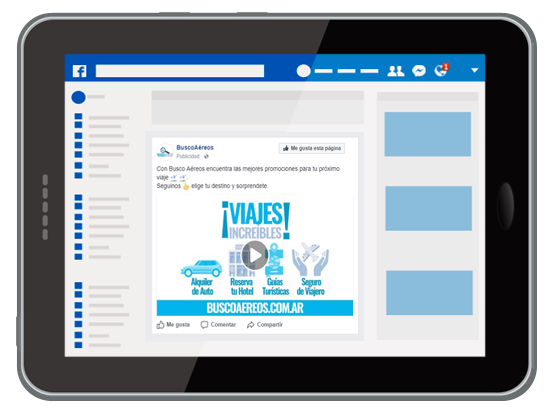 f
1
BuscoAéreos
Me gusta esta página
Publicidad
Con Busco Aéreos encuentra las mejores promociones para tu próximo
viaje
Seguinos 👍 elige tu destino y sorprendete.
¡VIAJES
INCREÍBLES!
Alquiler
de Auto
Reserva
tu Hotel
Guías
Turísticas
Seguro
de Viajero
BUSCOAEREOS.COM.AR
Me gusta Comentar Compartir